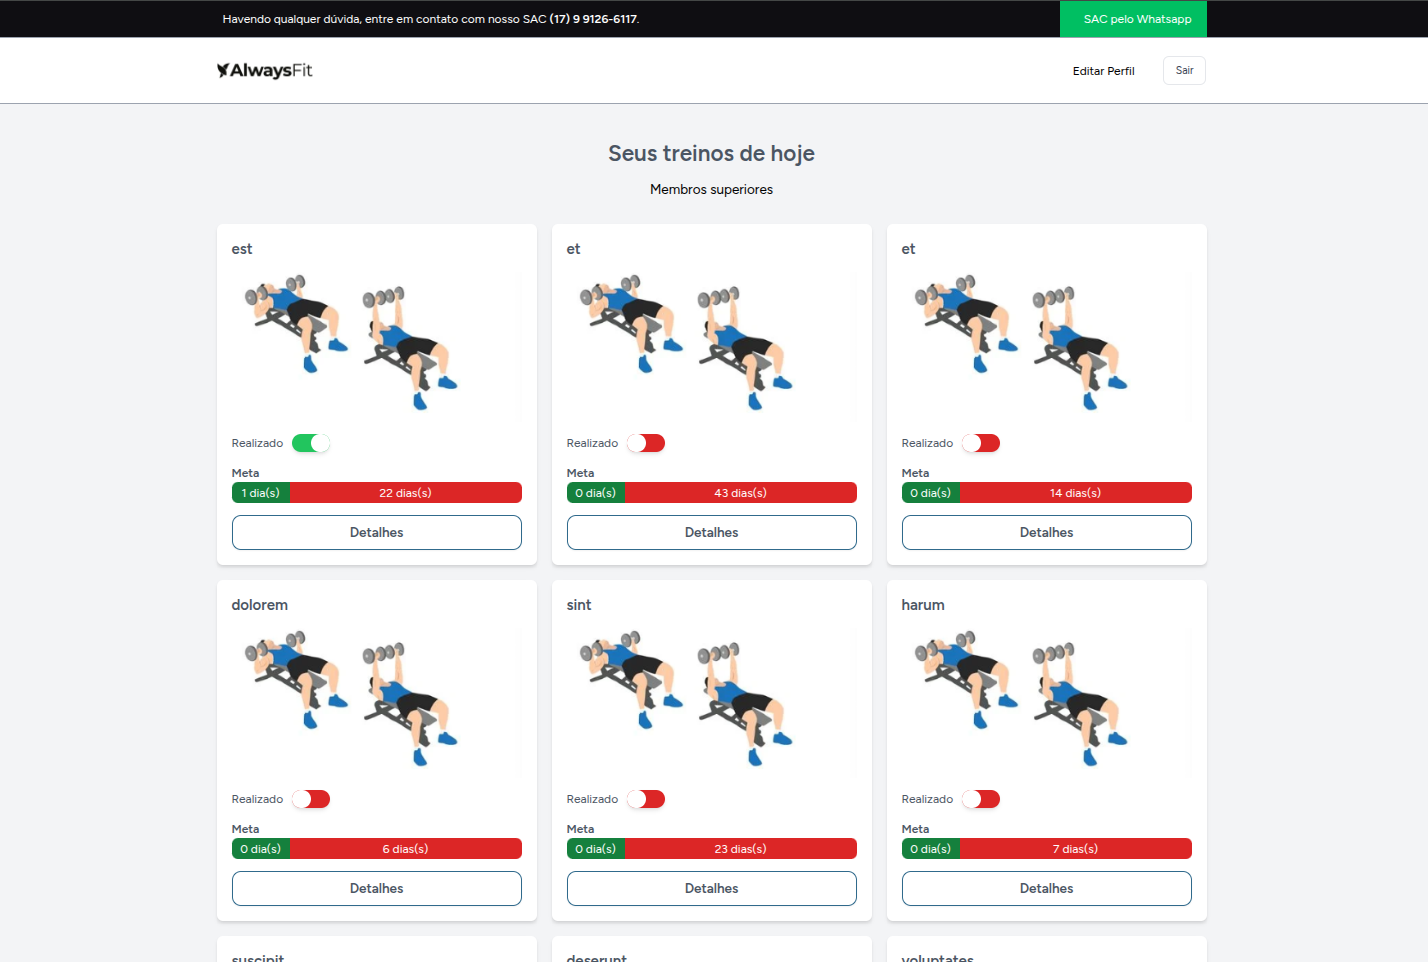 Havendo qualquer dúvida, entre em contato com nosso SAC (17) 9 9126-6117.
SAC pelo Whatsapp
AlwaysFit
Editar Perfil
Sair
Seus treinos de hoje
Membros superiores
est
et
et
Realizado
Realizado
Realizado
Meta
Meta
Meta
1 dia(s) 22 dias(s)
0 dia(s) 43 dias(s)
0 dia(s) 14 dias(s)
Detalhes
Detalhes
Detalhes
dolorem
sint
harum
Realizado
Realizado
Realizado
Meta
Meta
Meta
0 dia(s) 6 dias(s)
0 dia(s) 23 dias(s)
0 dia(s) 7 dias(s)
Detalhes
Detalhes
Detalhes
suscipit
deserunt
voluptates